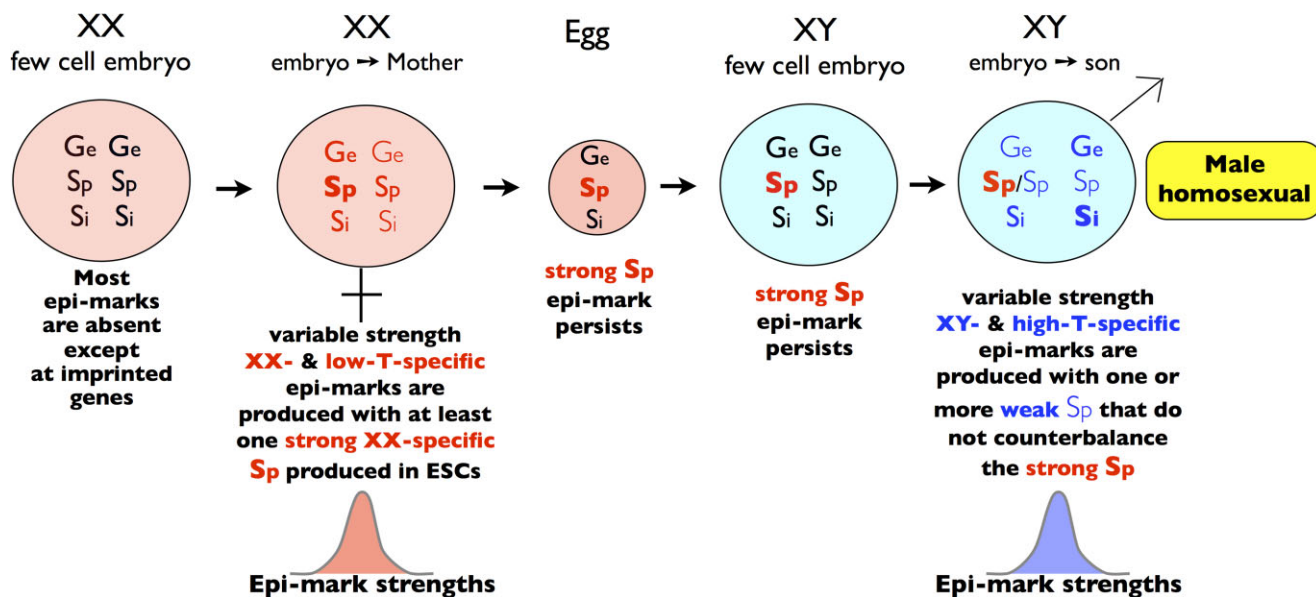 XX
few cell embryo
Ge Ge
Sp Sp
Si Si
Most
epi-marks
are absent
except
at imprinted
genes
XX
embryo → Mother
Ge Ge
Sp Sp
Si Si
variable strength
XX- & low-T-specific
epi-marks are
produced with at least
one strong XX-specific
Sp produced in ESCs
Epi-mark strengths
Egg
Ge
Sp
Si
strong Sp
epi-mark
persists
XY
few cell embryo
Ge Ge
Sp Sp
Si Si
strong Sp
epi-mark
persists
XY
embryo → son
Ge Ge
Sp/Sp Sp
Si Si
variable strength
XY- & high-T-specific
epi-marks are
produced with one or
more weak Sp that do
not counterbalance
the strong Sp
Epi-mark strengths
Male
homosexual